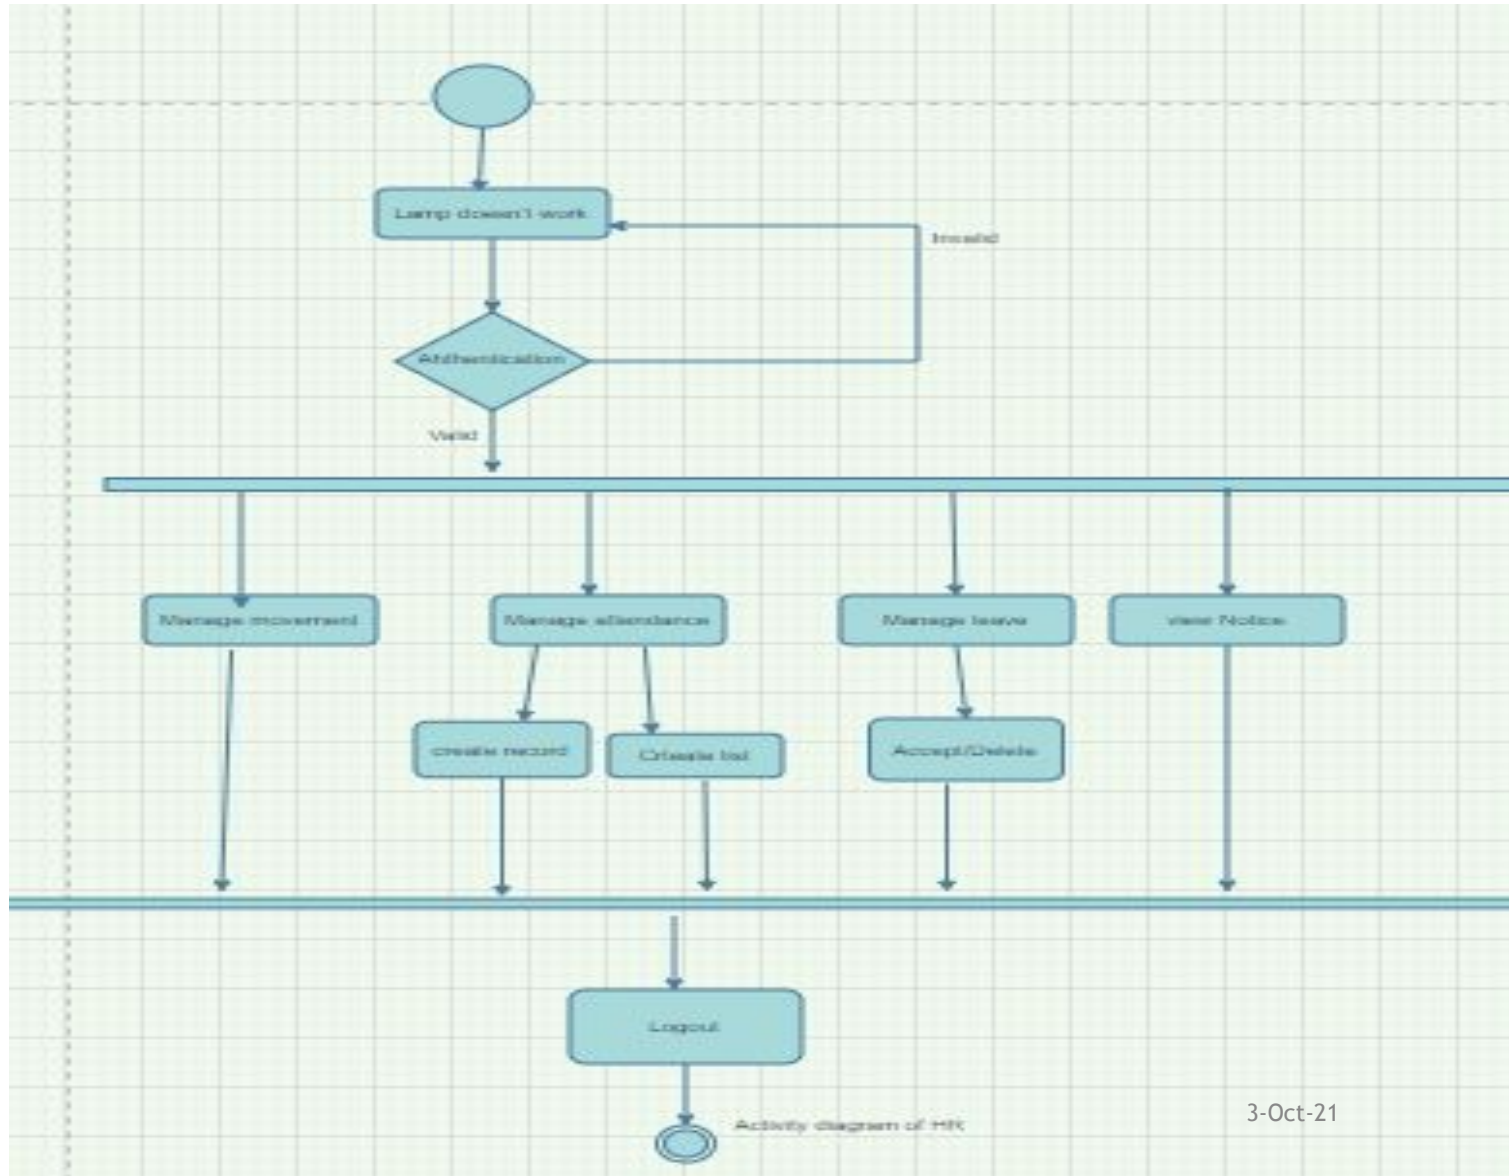 Lamp doesn't work
Invalid
Authentication
Valid
Manage movement
Manage attendance
Manage leave
view Notice
create record
Create list
Accept/Delete
Logout
Activity diagram of HR
3-Oct-21